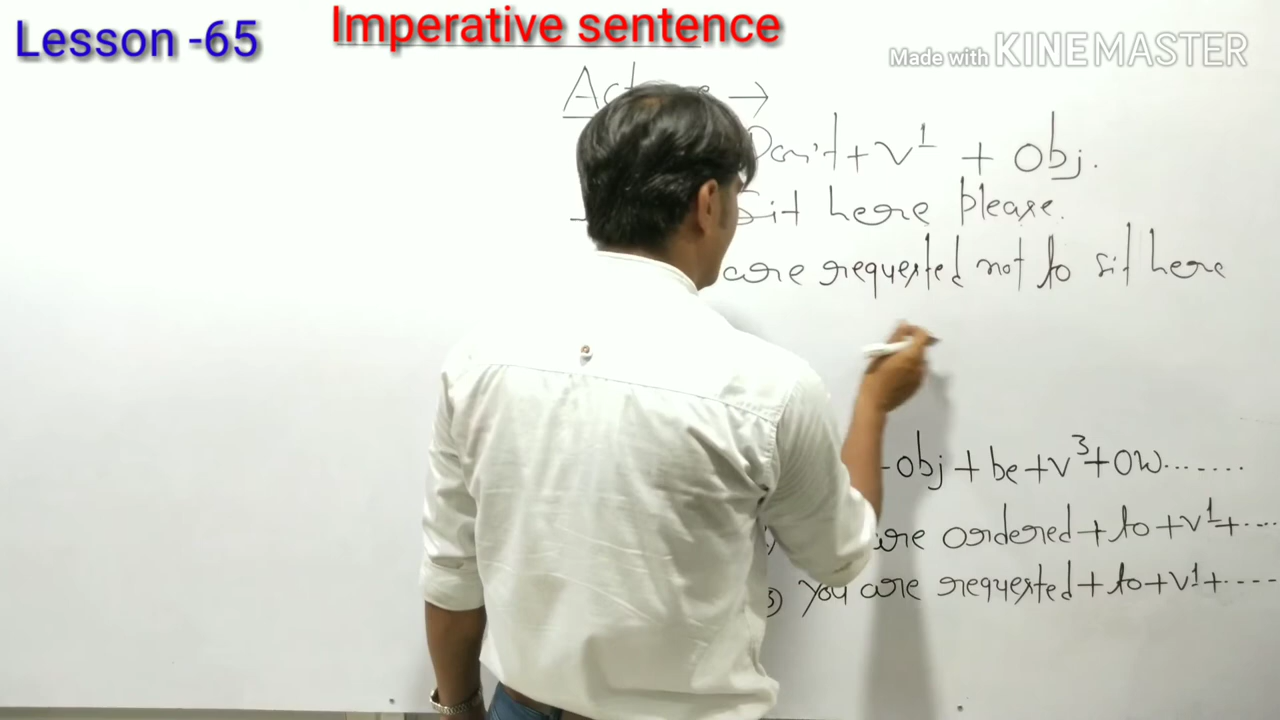 Lesson -65
Imperative sentence
Made with KINEMASTER
→
Don't + V¹ + Obj.
Sit here please.
are requested not to sit here
obj + be + V³ + OW.......
are ordered + to + V¹ + ....
3) You are requested + to + V¹ + ----